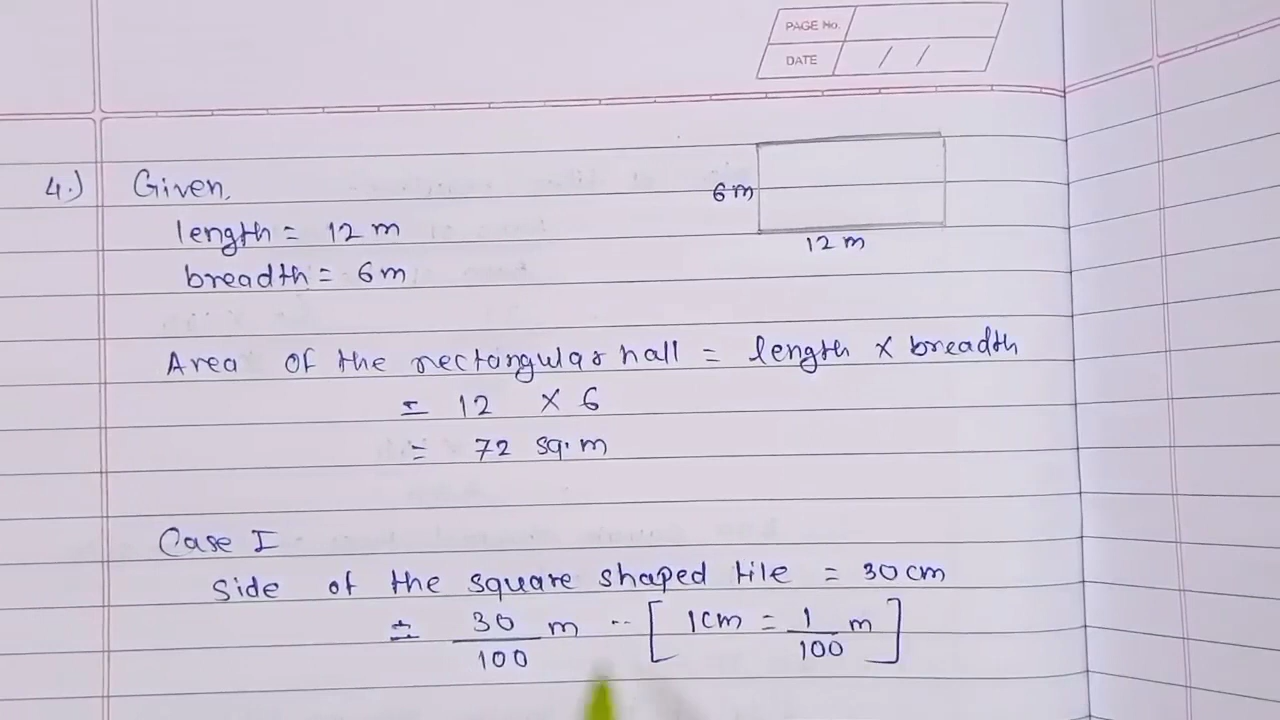 PAGE No.
DATE / /
4.) Given,
length = 12 m
breadth = 6m
6m
12 m
Area of the rectangular hall = length × breadth
= 12 × 6
= 72 sq.m
Case I
Side of the square shaped tile = 30 cm
= 30/100 m -- [ 1cm = 1/100 m ]